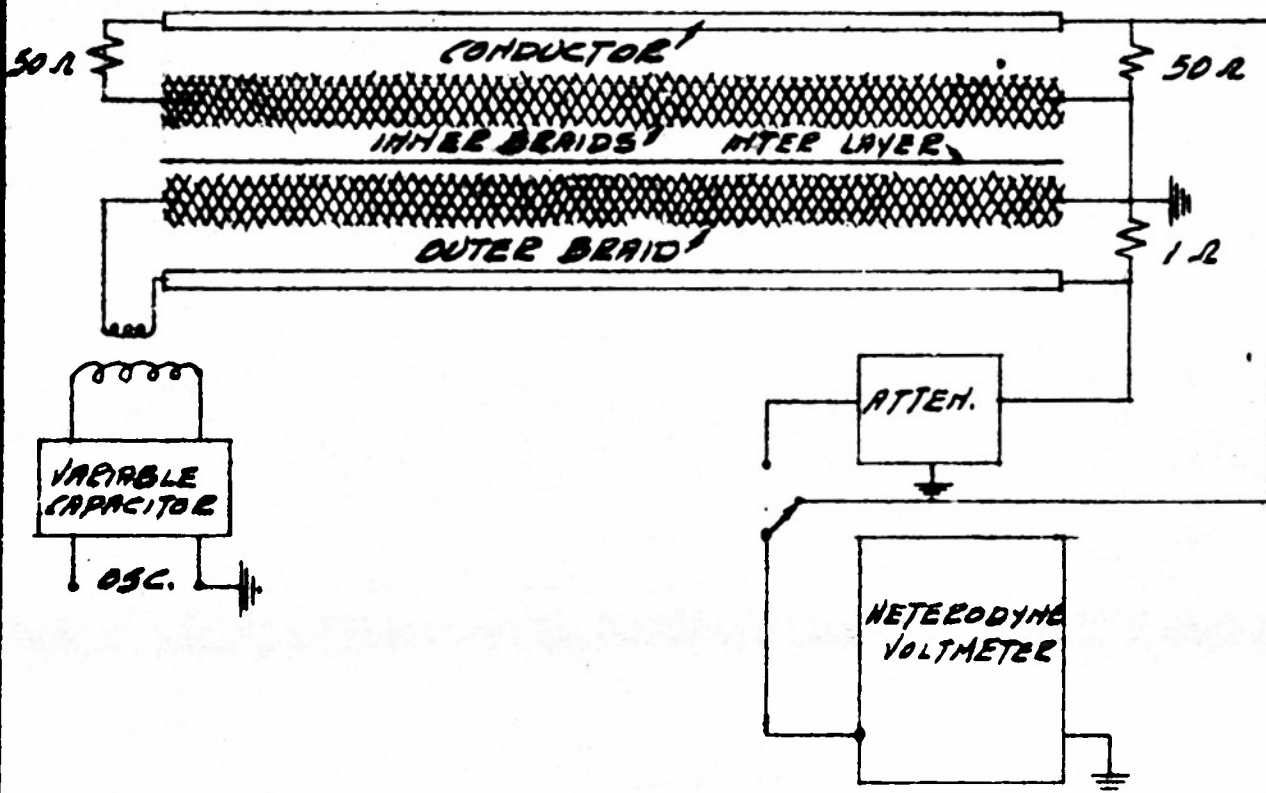 50 Ω
CONDUCTOR
50 Ω
INNER BRAIDS
INTER LAYER
OUTER BRAID
1 Ω
ATTEN.
VARIABLE
CAPACITOR
OSC.
HETERODYNE
VOLTMETER